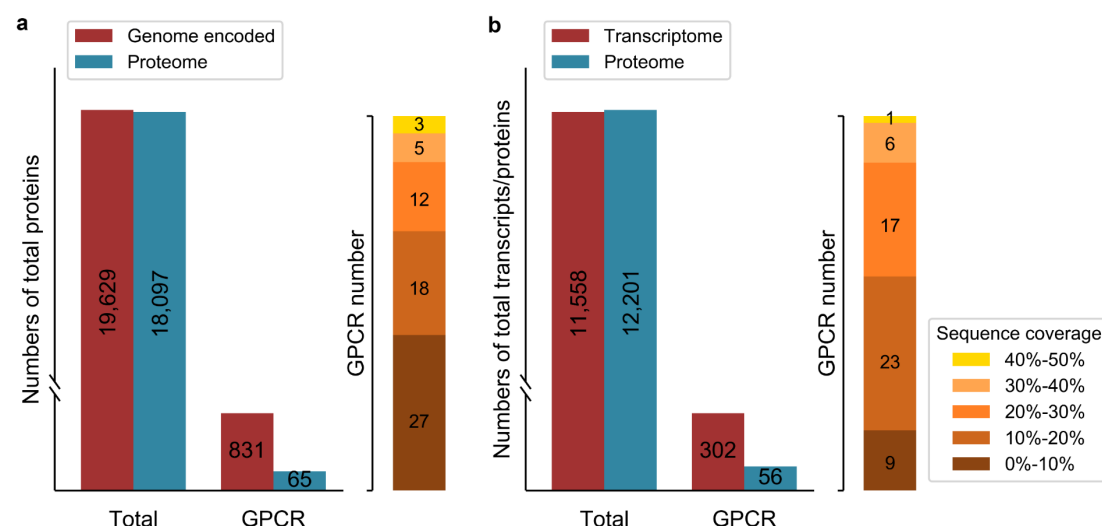 a
Genome encoded
Proteome
Numbers of total proteins
19,629
18,097
831
65
Total
GPCR
GPCR number
3
5
12
18
27
b
Transcriptome
Proteome
Numbers of total transcripts/proteins
11,558
12,201
302
56
Total
GPCR
GPCR number
1
6
17
23
9
Sequence coverage
40%-50%
30%-40%
20%-30%
10%-20%
0%-10%